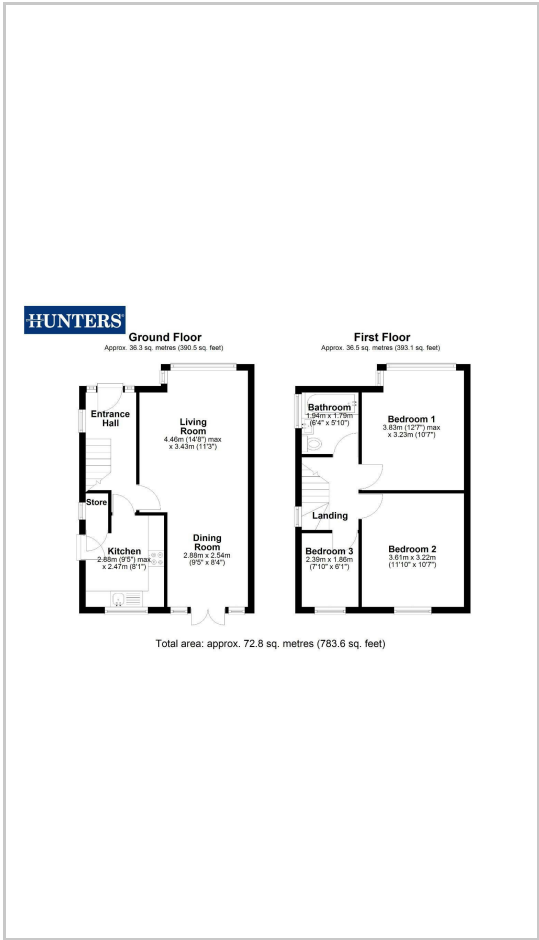 HUNTERS
Ground Floor
Approx. 36.3 sq. metres (390.5 sq. feet)
Entrance
Hall
Living
Room
4.46m (14'8") max
x 3.43m (11'3")
Store
Kitchen
2.88m (9'5") max
x 2.47m (8'1")
Dining
Room
2.88m x 2.54m
(9'5" x 8'4")
First Floor
Approx. 36.5 sq. metres (393.1 sq. feet)
Bathroom
1.94m x 1.79m
(6'4" x 5'10")
Bedroom 1
3.83m (12'7") max
x 3.23m (10'7")
Landing
Bedroom 3
2.39m x 1.86m
(7'10" x 6'1")
Bedroom 2
3.61m x 3.22m
(11'10" x 10'7")
Total area: approx. 72.8 sq. metres (783.6 sq. feet)